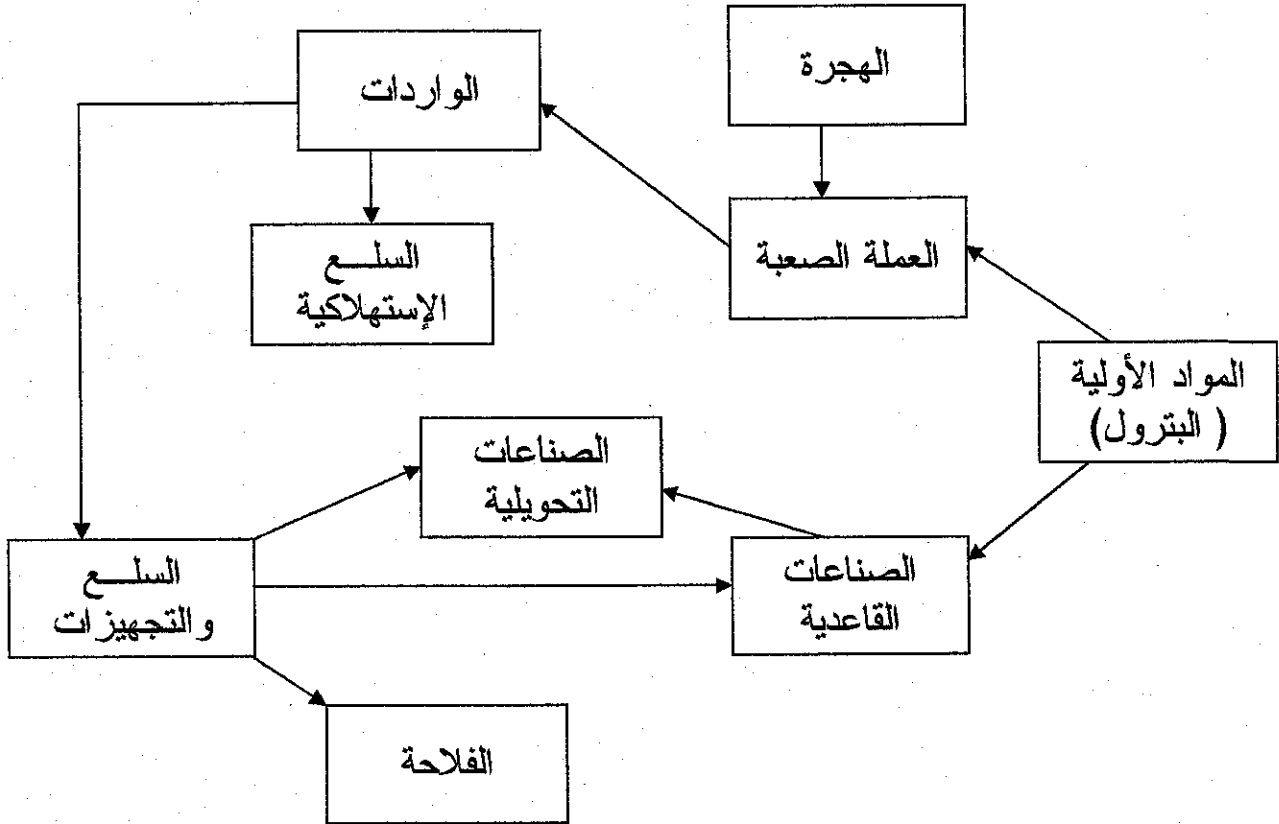 الهجرة
الواردات
العملة الصعبة
السلـــع
الإستهلاكية
المواد الأولية
( البترول)
الصناعات
التحويلية
الصناعات
القاعدية
السلـــع
والتجهيزات
الفلاحة